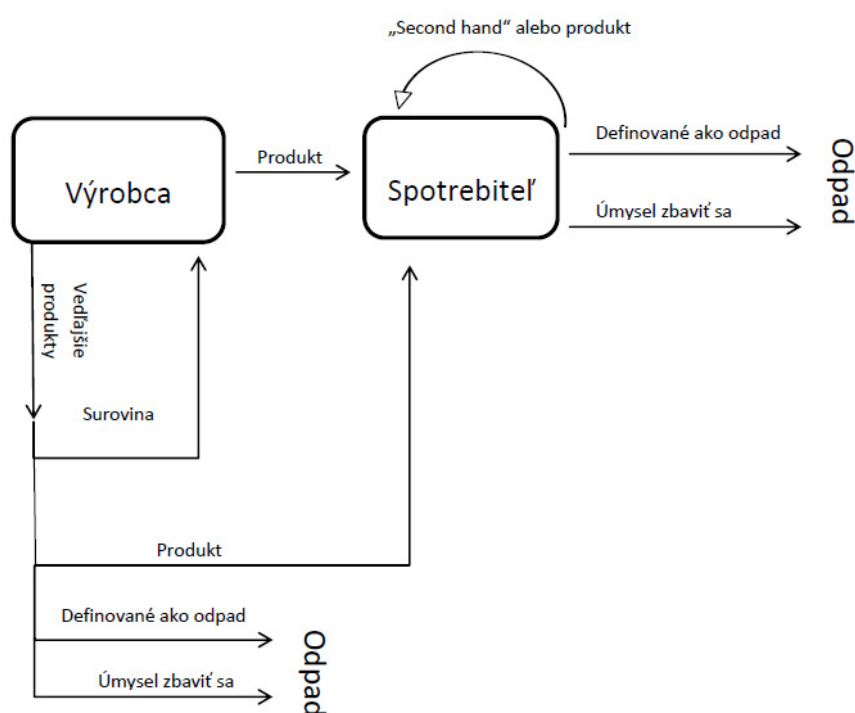 „Second hand“ alebo produkt
Výrobca
Produkt
Spotrebiteľ
Definované ako odpad
Úmysel zbaviť sa
Odpad
Vedľajšie
produkty
Surovina
Produkt
Definované ako odpad
Úmysel zbaviť sa
Odpad